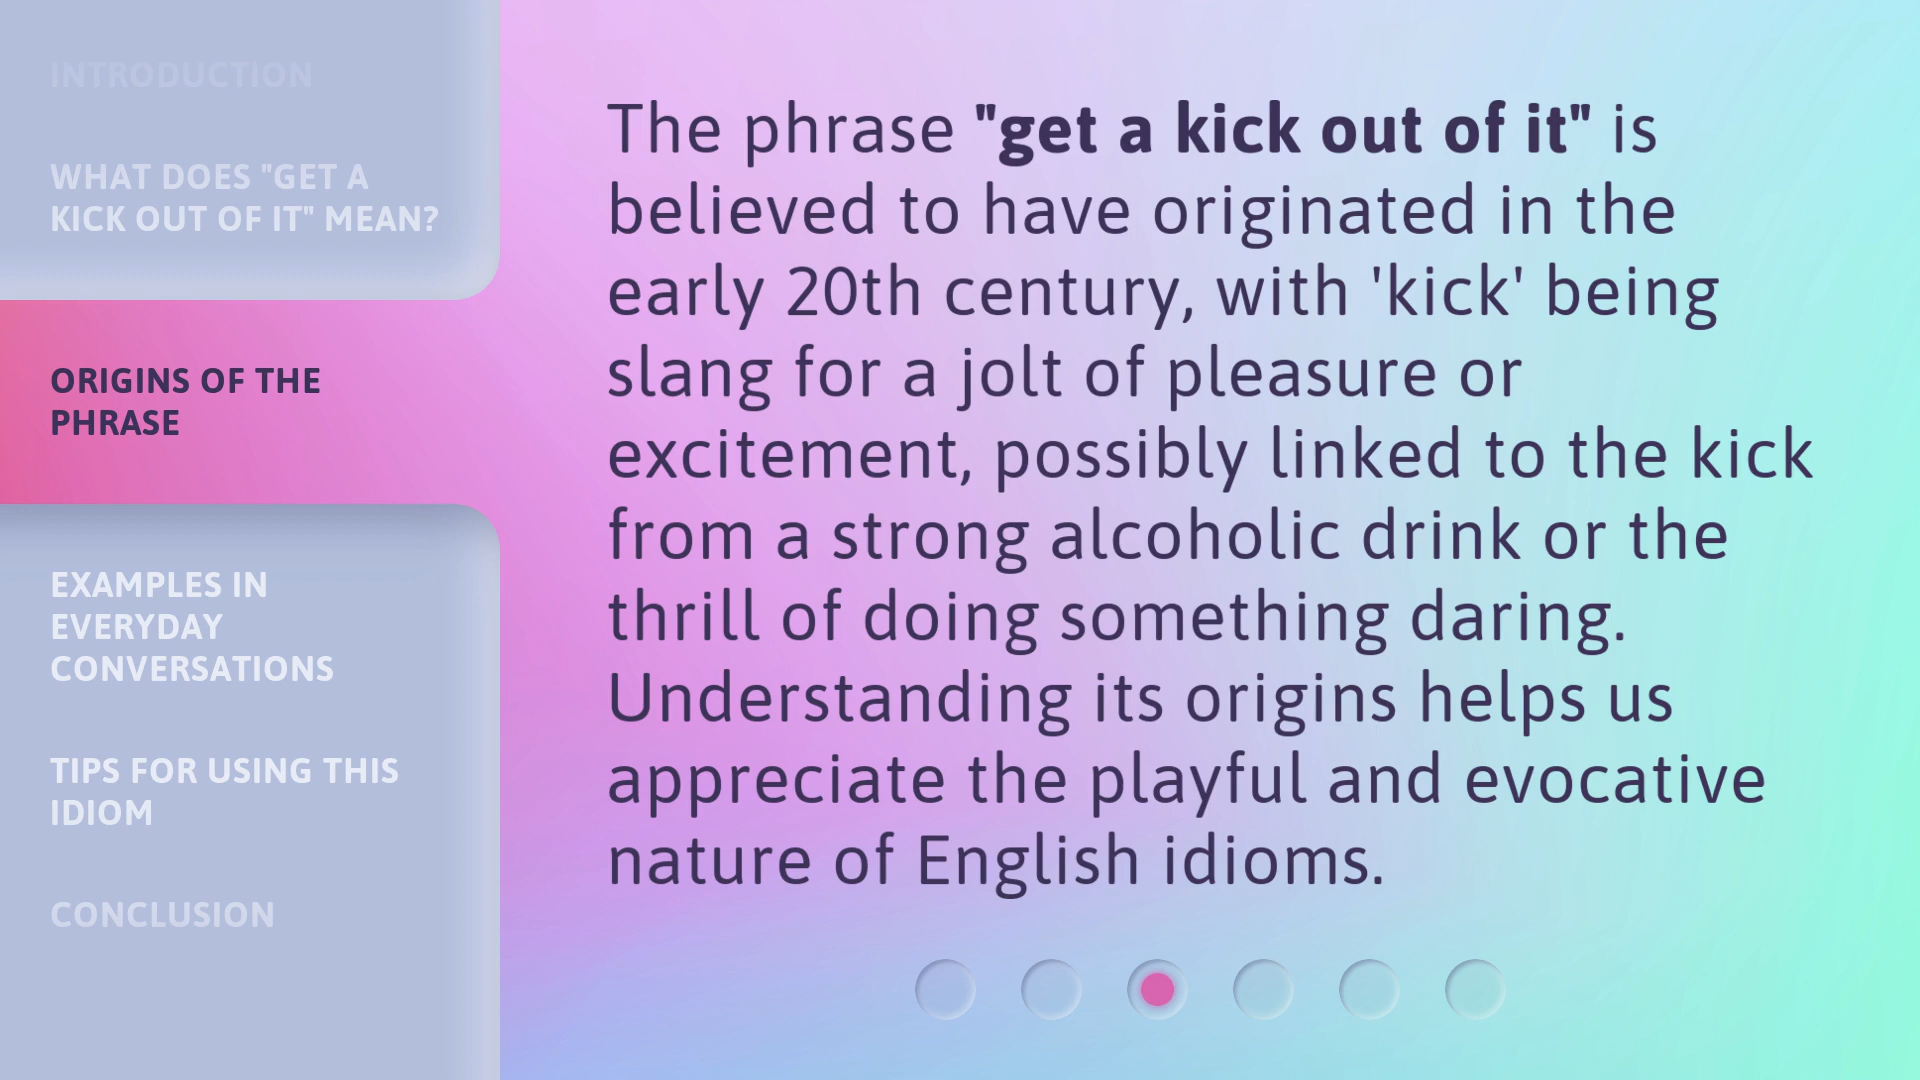 INTRODUCTION
WHAT DOES "GET A
KICK OUT OF IT" MEAN?
ORIGINS OF THE
PHRASE
EXAMPLES IN
EVERYDAY
CONVERSATIONS
TIPS FOR USING THIS
IDIOM
CONCLUSION
The phrase "get a kick out of it" is
believed to have originated in the
early 20th century, with 'kick' being
slang for a jolt of pleasure or
excitement, possibly linked to the kick
from a strong alcoholic drink or the
thrill of doing something daring.
Understanding its origins helps us
appreciate the playful and evocative
nature of English idioms.